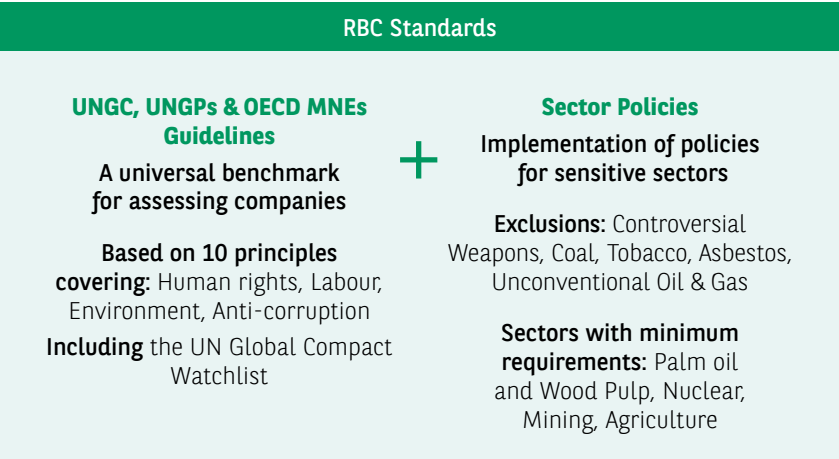 RBC Standards
UNGC, UNGPs & OECD MNEs
Guidelines
A universal benchmark
for assessing companies
Based on 10 principles
covering: Human rights, Labour,
Environment, Anti-corruption
Including the UN Global Compact
Watchlist
+
Sector Policies
Implementation of policies
for sensitive sectors
Exclusions: Controversial
Weapons, Coal, Tobacco, Asbestos,
Unconventional Oil & Gas
Sectors with minimum
requirements: Palm oil
and Wood Pulp, Nuclear,
Mining, Agriculture